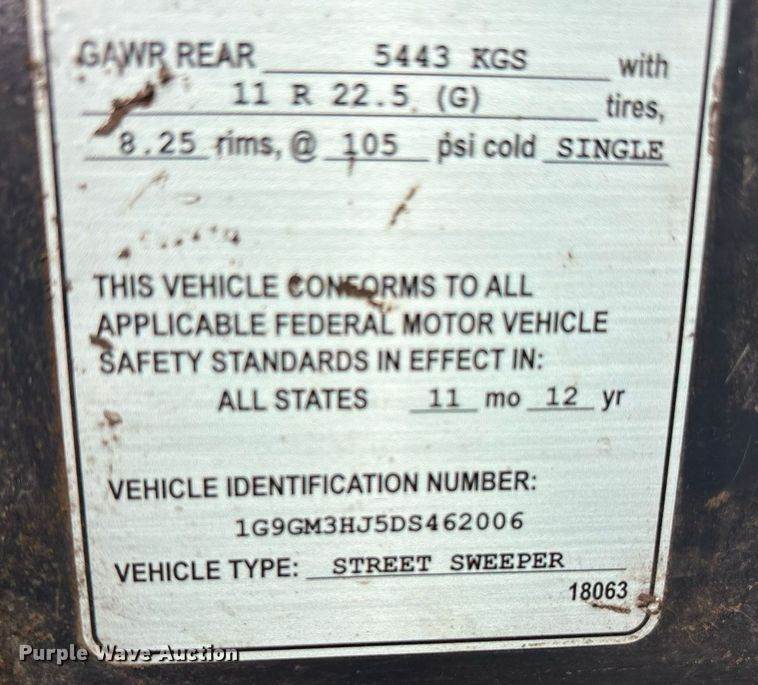 GAWR REAR 5443 KGS with
11 R 22.5 (G) tires,
8.25 rims, @ 105 psi cold SINGLE
THIS VEHICLE CONFORMS TO ALL
APPLICABLE FEDERAL MOTOR VEHICLE
SAFETY STANDARDS IN EFFECT IN:
ALL STATES 11 mo 12 yr
VEHICLE IDENTIFICATION NUMBER:
1G9GM3HJ5DS462006
VEHICLE TYPE: STREET SWEEPER
18063
Purple Wave Auction